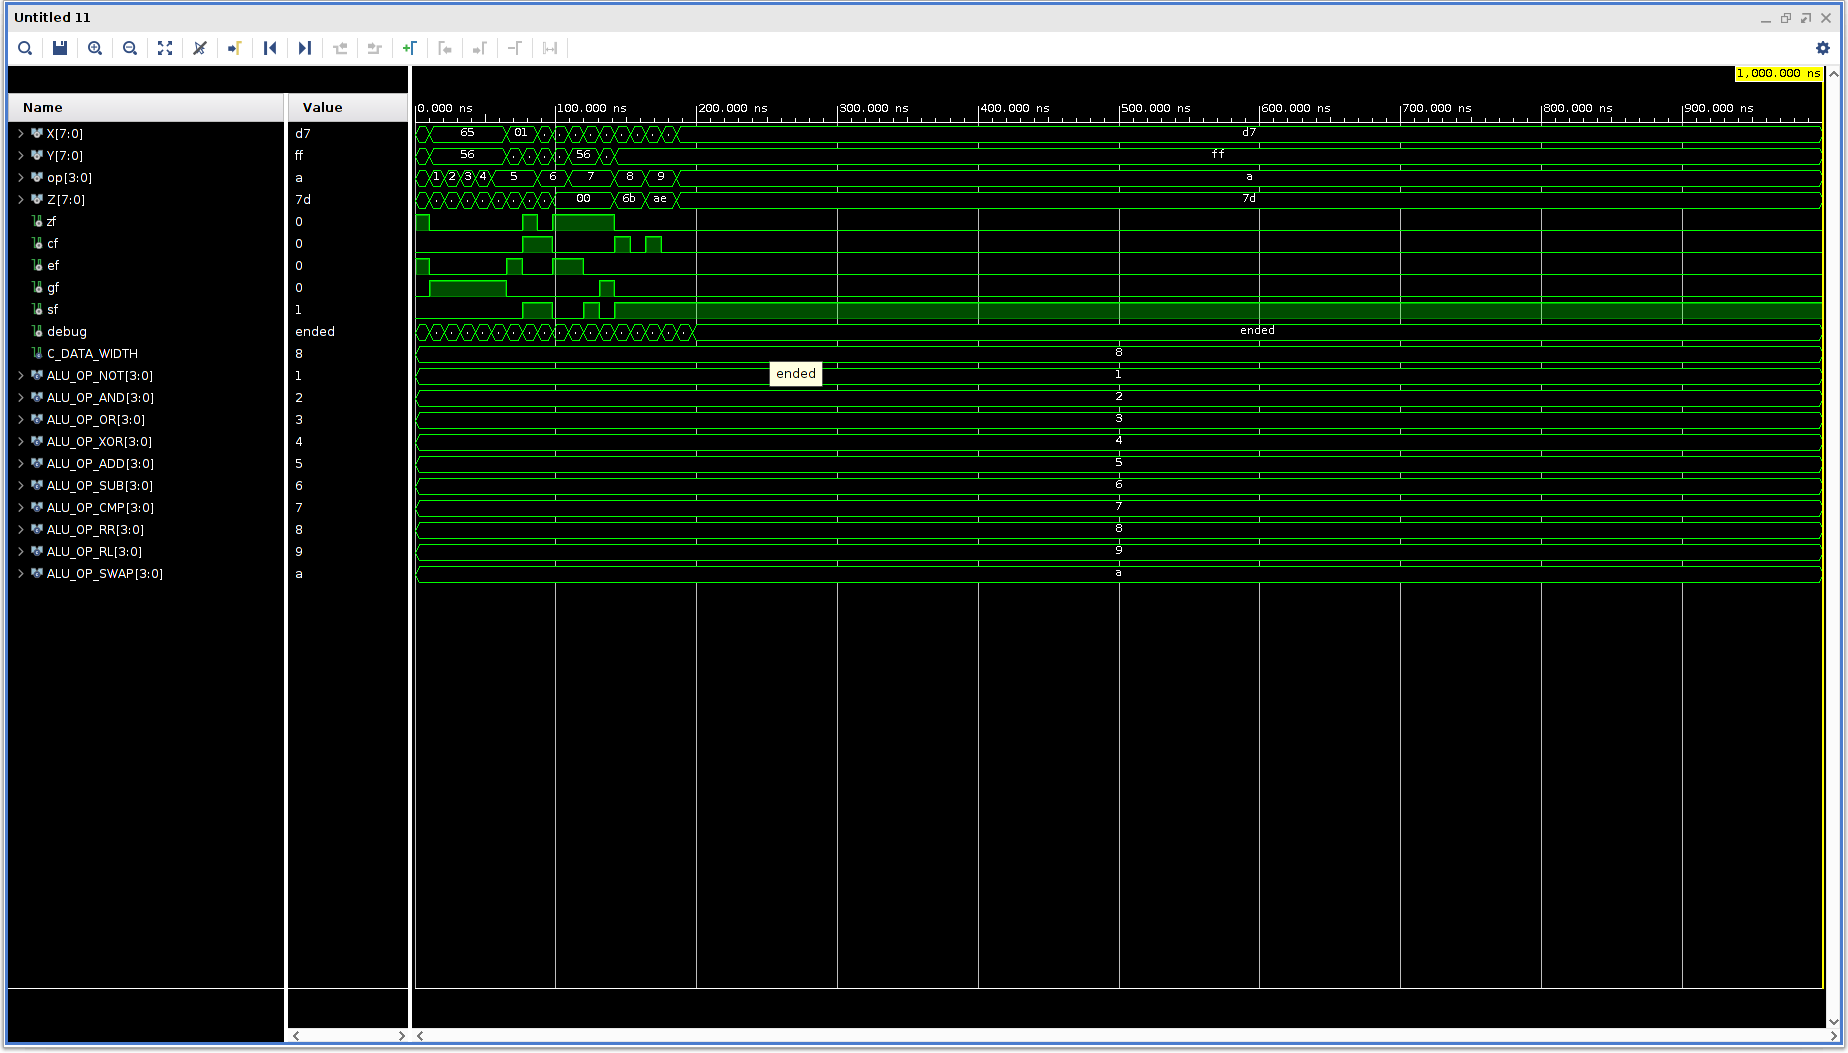 Untitled 11
1,000.000 ns
Name Value
0.000 ns 100.000 ns 200.000 ns 300.000 ns 400.000 ns 500.000 ns 600.000 ns 700.000 ns 800.000 ns 900.000 ns
X[7:0] d7 65 01 d7
Y[7:0] ff 56 56 ff
op[3:0] a 1 2 3 4 5 6 7 8 9 a
Z[7:0] 7d 00 6b ae 7d
zf 0
cf 0
ef 0
gf 0
sf 1
debug ended ended
C_DATA_WIDTH 8 8
ALU_OP_NOT[3:0] 1 ended 1
ALU_OP_AND[3:0] 2 2
ALU_OP_OR[3:0] 3 3
ALU_OP_XOR[3:0] 4 4
ALU_OP_ADD[3:0] 5 5
ALU_OP_SUB[3:0] 6 6
ALU_OP_CMP[3:0] 7 7
ALU_OP_RR[3:0] 8 8
ALU_OP_RL[3:0] 9 9
ALU_OP_SWAP[3:0] a a